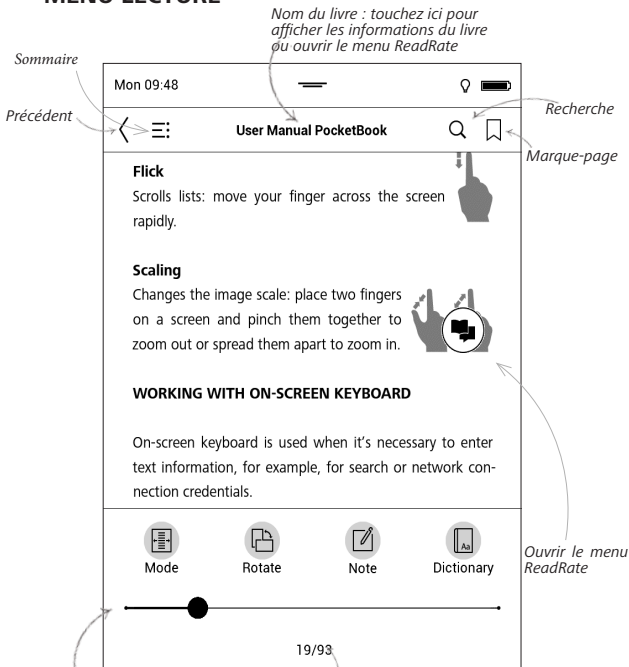 MENU LECTURE
Nom du livre : touchez ici pour
afficher les informations du livre
ou ouvrir le menu ReadRate
Sommaire
Mon 09:48
Précédent
User Manual PocketBook
Recherche
Marque-page
Flick
Scrolls lists: move your finger across the screen
rapidly.
Scaling
Changes the image scale: place two fingers
on a screen and pinch them together to
zoom out or spread them apart to zoom in.
WORKING WITH ON-SCREEN KEYBOARD
On-screen keyboard is used when it's necessary to enter
text information, for example, for search or network con-
nection credentials.
Aa
Mode Rotate Note Dictionary
Ouvrir le menu
ReadRate
19/93